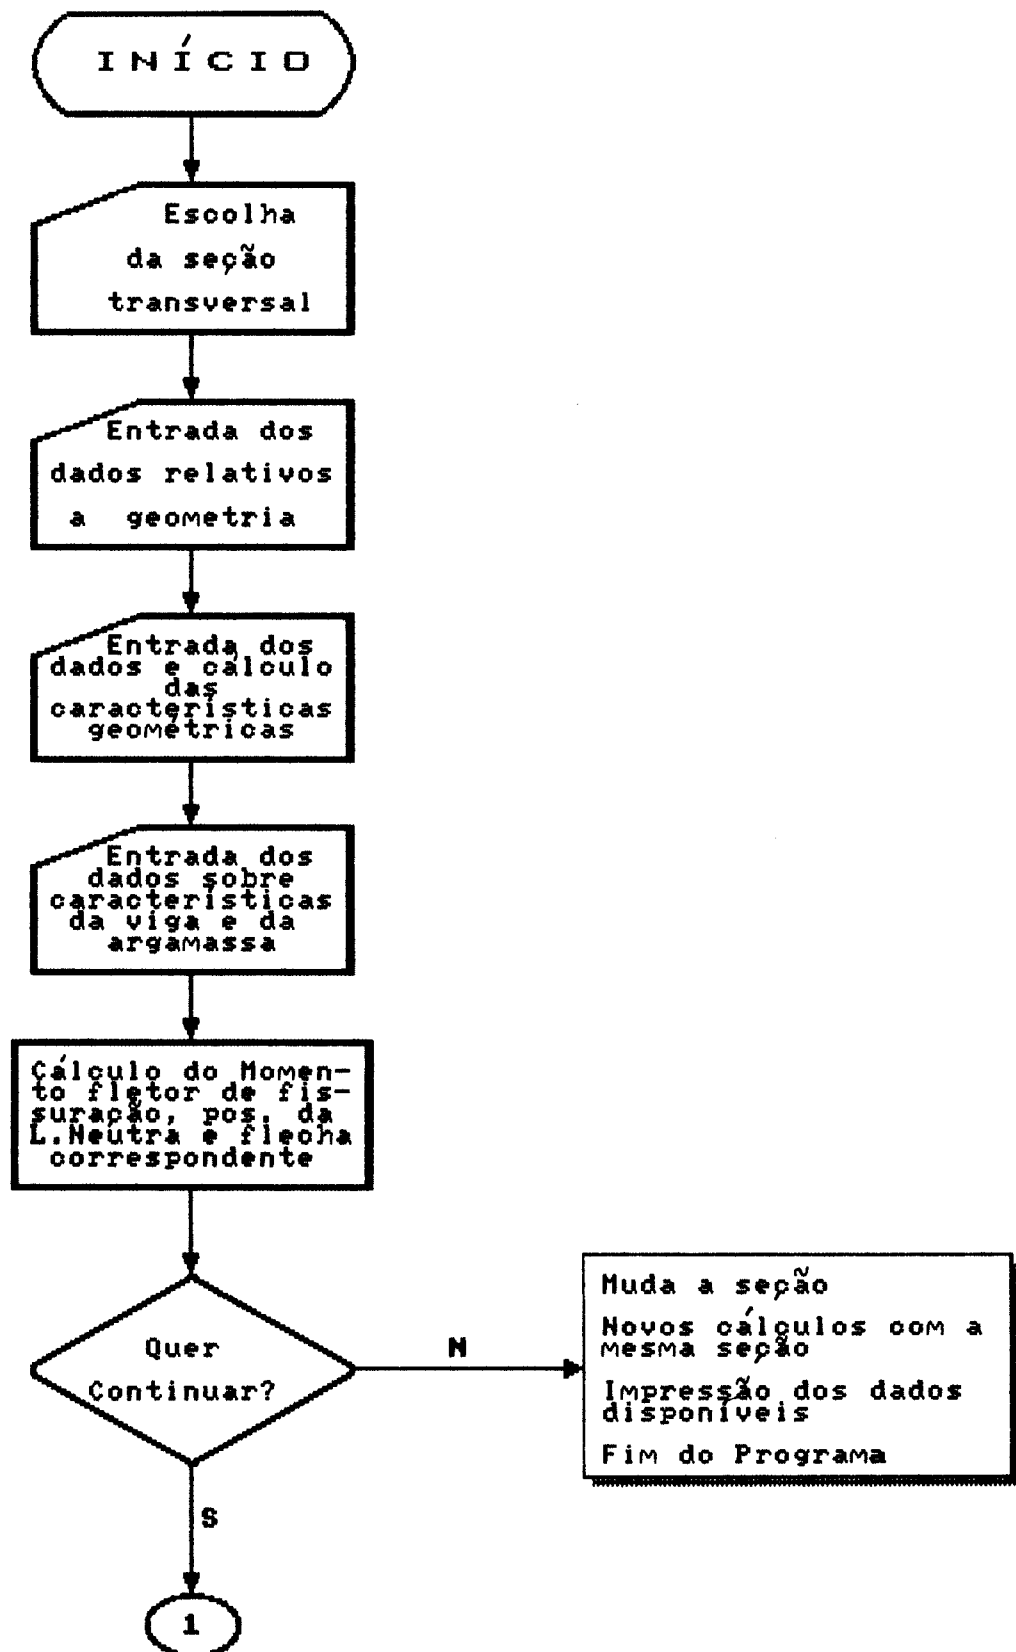 INÍCIO
Escolha
da seção
transversal
Entrada dos
dados relativos
a geometria
Entrada dos
dados e cálculo
das
características
geométricas
Entrada dos
dados sobre
características
da viga e da
argamassa
Cálculo do Momen-
to fletor de fis-
suração, pos. da
L.Neutra e flecha
correspondente
Quer
Continuar?
N
Muda a seção
Novos cálculos com a
mesma seção
Impressão dos dados
disponíveis
Fim do Programa
S
1